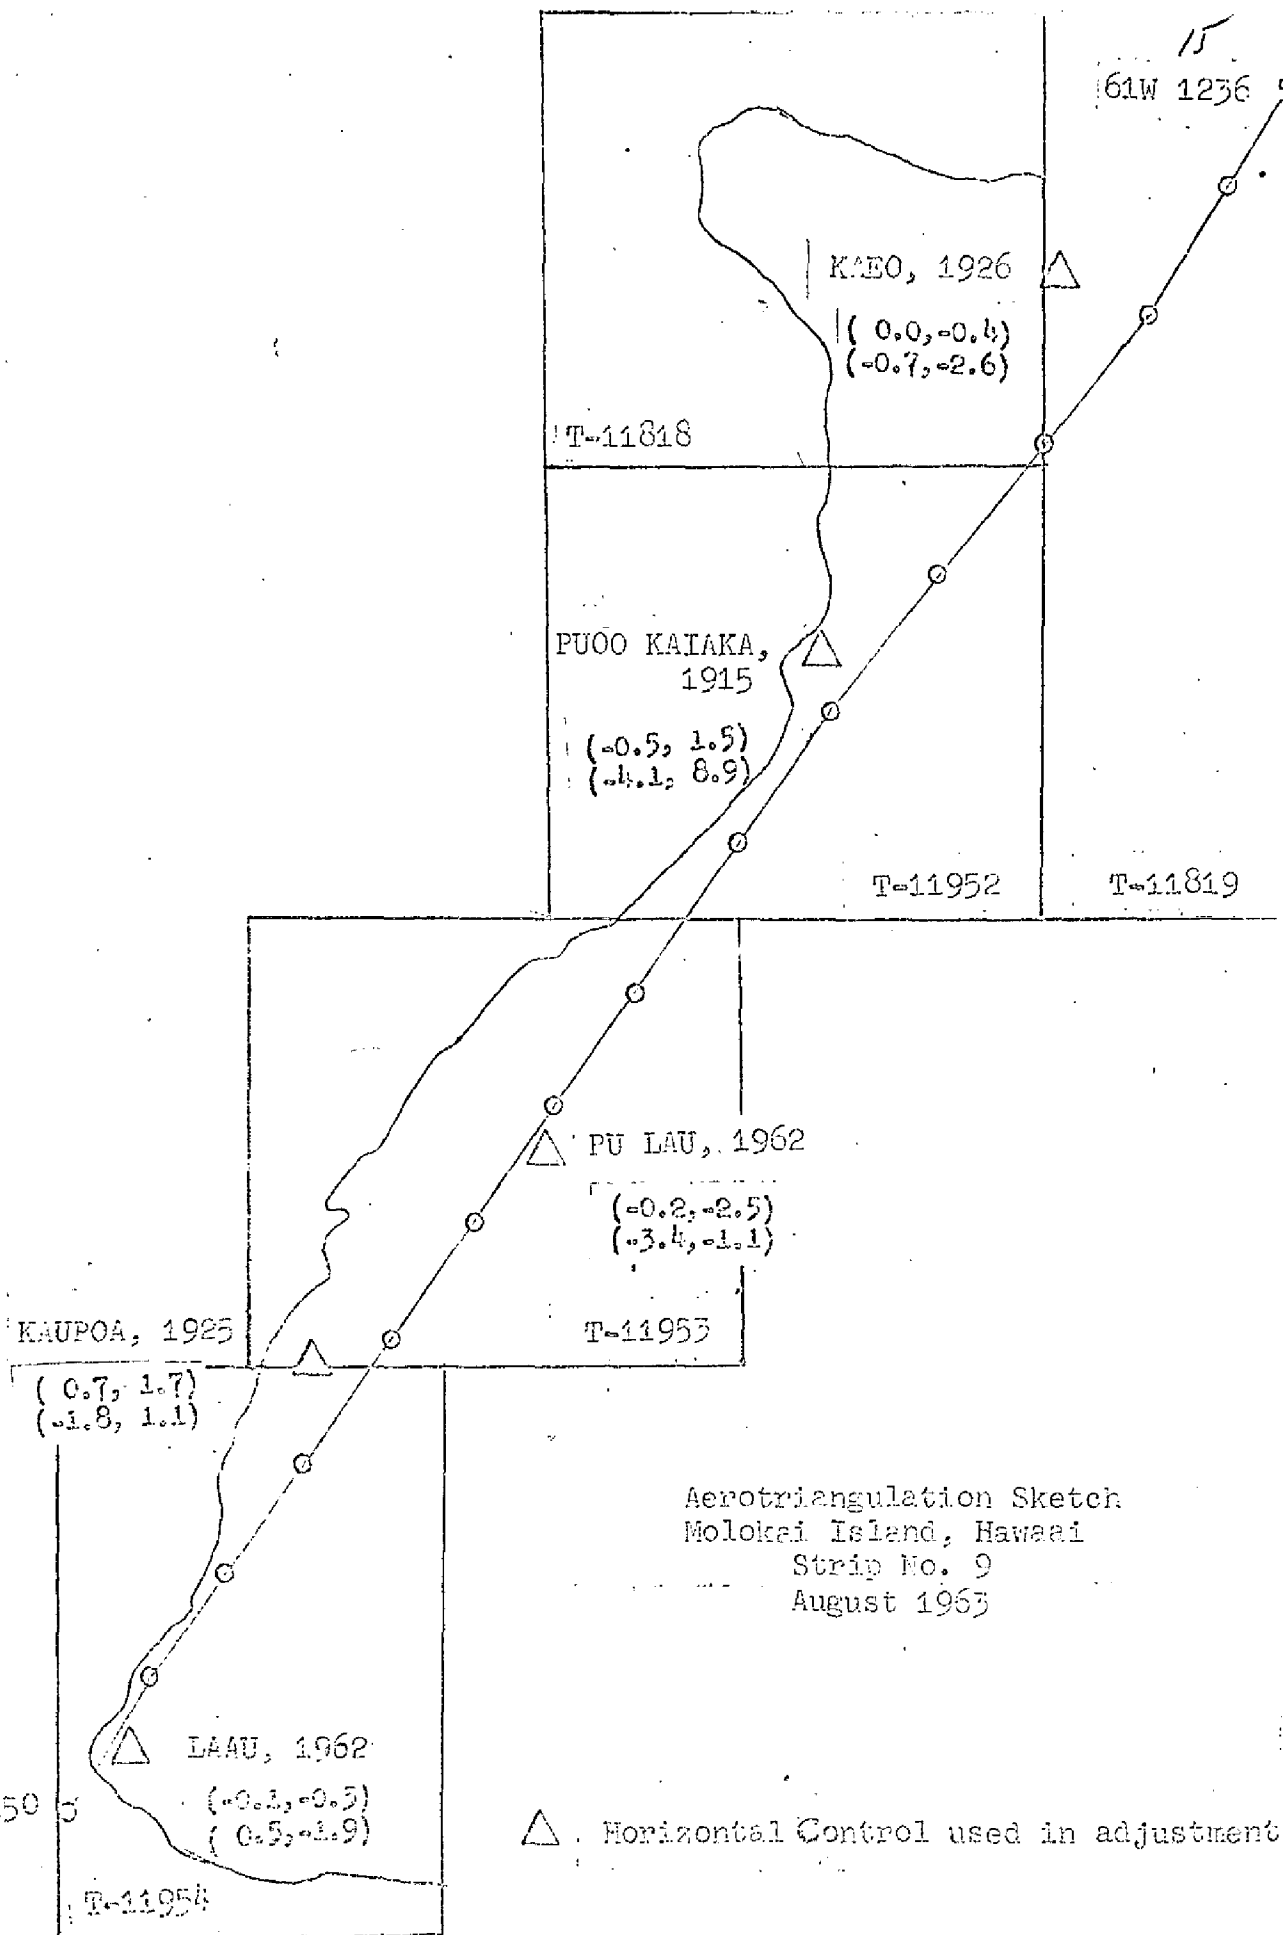 15
61W 1236
KAEO, 1926
( 0.0,-0.4)
(-0.7,-2.6)
T-11818
PUOO KAIAKA,
1915
(-0.5, 1.5)
(-4.1, 8.9)
T-11952
T-11819
PU LAU, 1962
(-0.2,-2.5)
(-3.4,-1.1)
KAUPOA, 1925
T-11953
( 0.7, 1.7)
(-1.8, 1.1)
Aerotriangulation Sketch
Molokai Island, Hawaai
Strip No. 9
August 1963
LAAU, 1962
(-0.1,-0.3)
( 0.5,-1.9)
Horizontal Control used in adjustment
T-11954